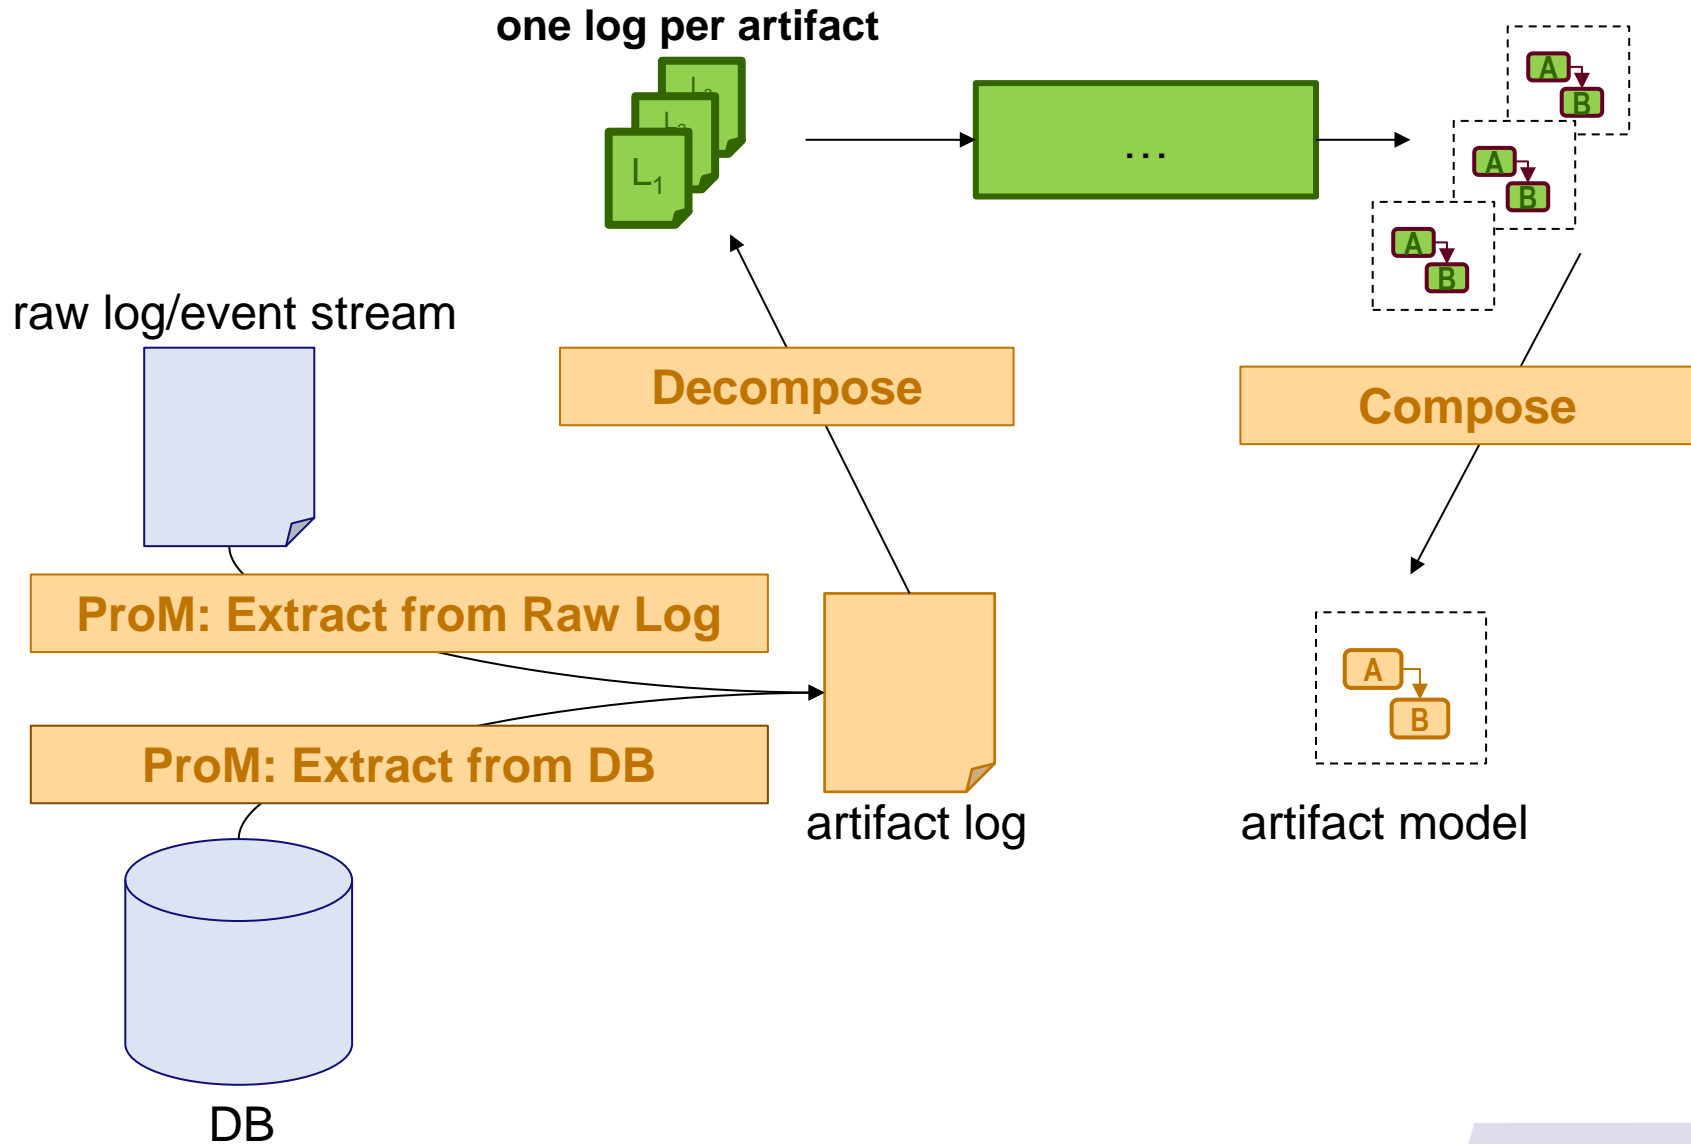 one log per artifact
L₁
...
A
B
A
B
A
B
raw log/event stream
Decompose
Compose
ProM: Extract from Raw Log
ProM: Extract from DB
A
B
artifact log
artifact model
DB